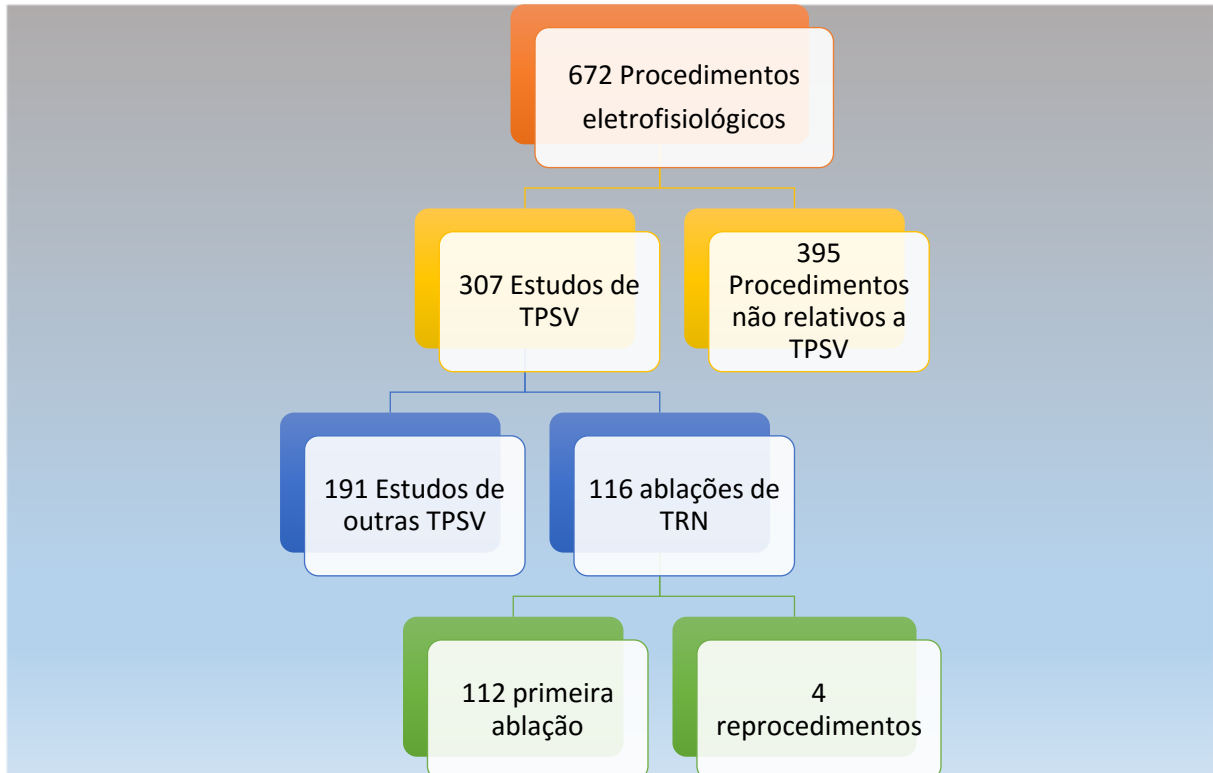 672 Procedimentos
eletrofisiológicos
307 Estudos de
TPSV
395
Procedimentos
não relativos a
TPSV
191 Estudos de
outras TPSV
116 ablações de
TRN
112 primeira
ablação
4
reprocedimentos